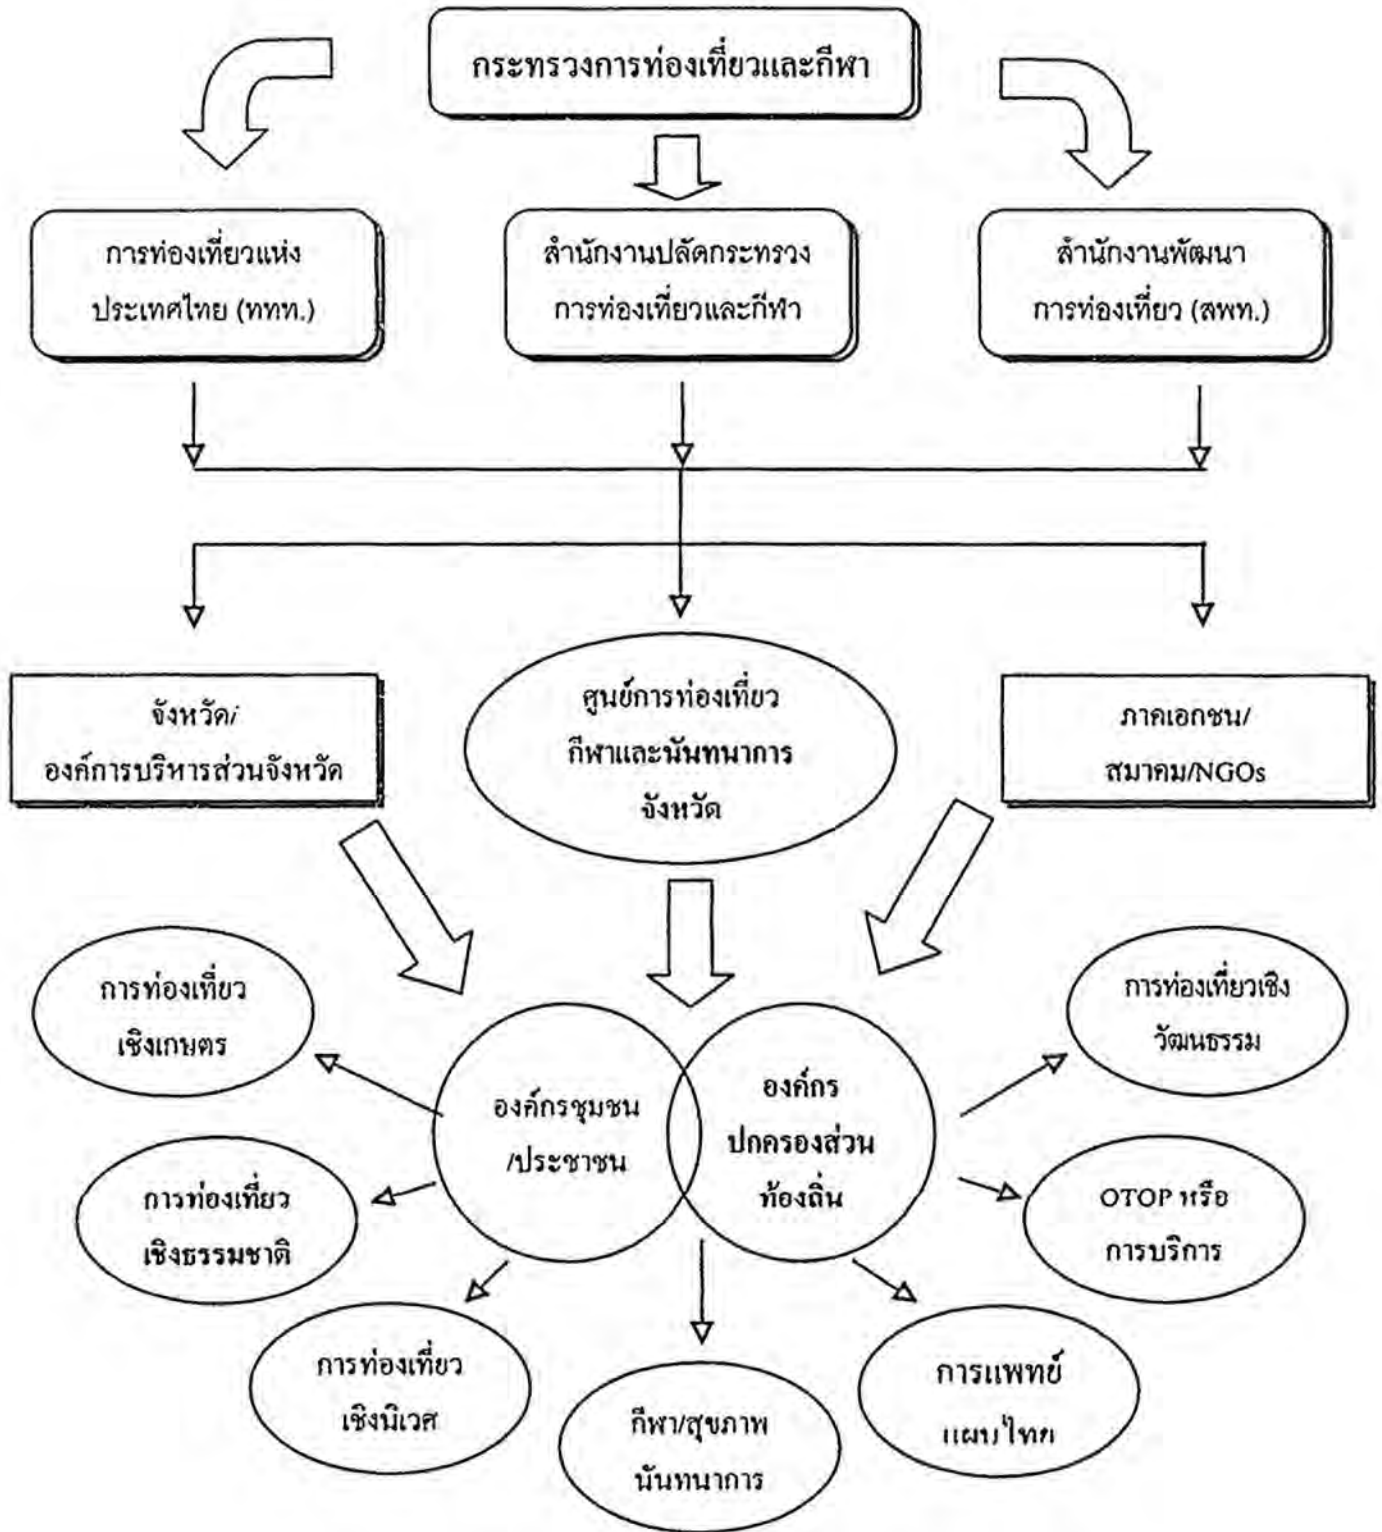 กระทรวงการท่องเที่ยวและกีฬา
การท่องเที่ยวแห่ง
ประเทศไทย (ททท.)
สำนักงานปลัดกระทรวง
การท่องเที่ยวและกีฬา
สำนักงานพัฒนา
การท่องเที่ยว (สพท.)
จังหวัด/
องค์การบริหารส่วนจังหวัด
ศูนย์การท่องเที่ยว
กีฬาและนันทนาการ
จังหวัด
ภาคเอกชน/
สมาคม/NGOs
การท่องเที่ยว
เชิงเกษตร
การท่องเที่ยวเชิง
วัฒนธรรม
องค์กรชุมชน
/ประชาชน
องค์กร
ปกครองส่วน
ท้องถิ่น
การท่องเที่ยว
เชิงธรรมชาติ
OTOP หรือ
การบริการ
การท่องเที่ยว
เชิงนิเวศ
กีฬา/สุขภาพ
นันทนาการ
การแพทย์
แผนไทย